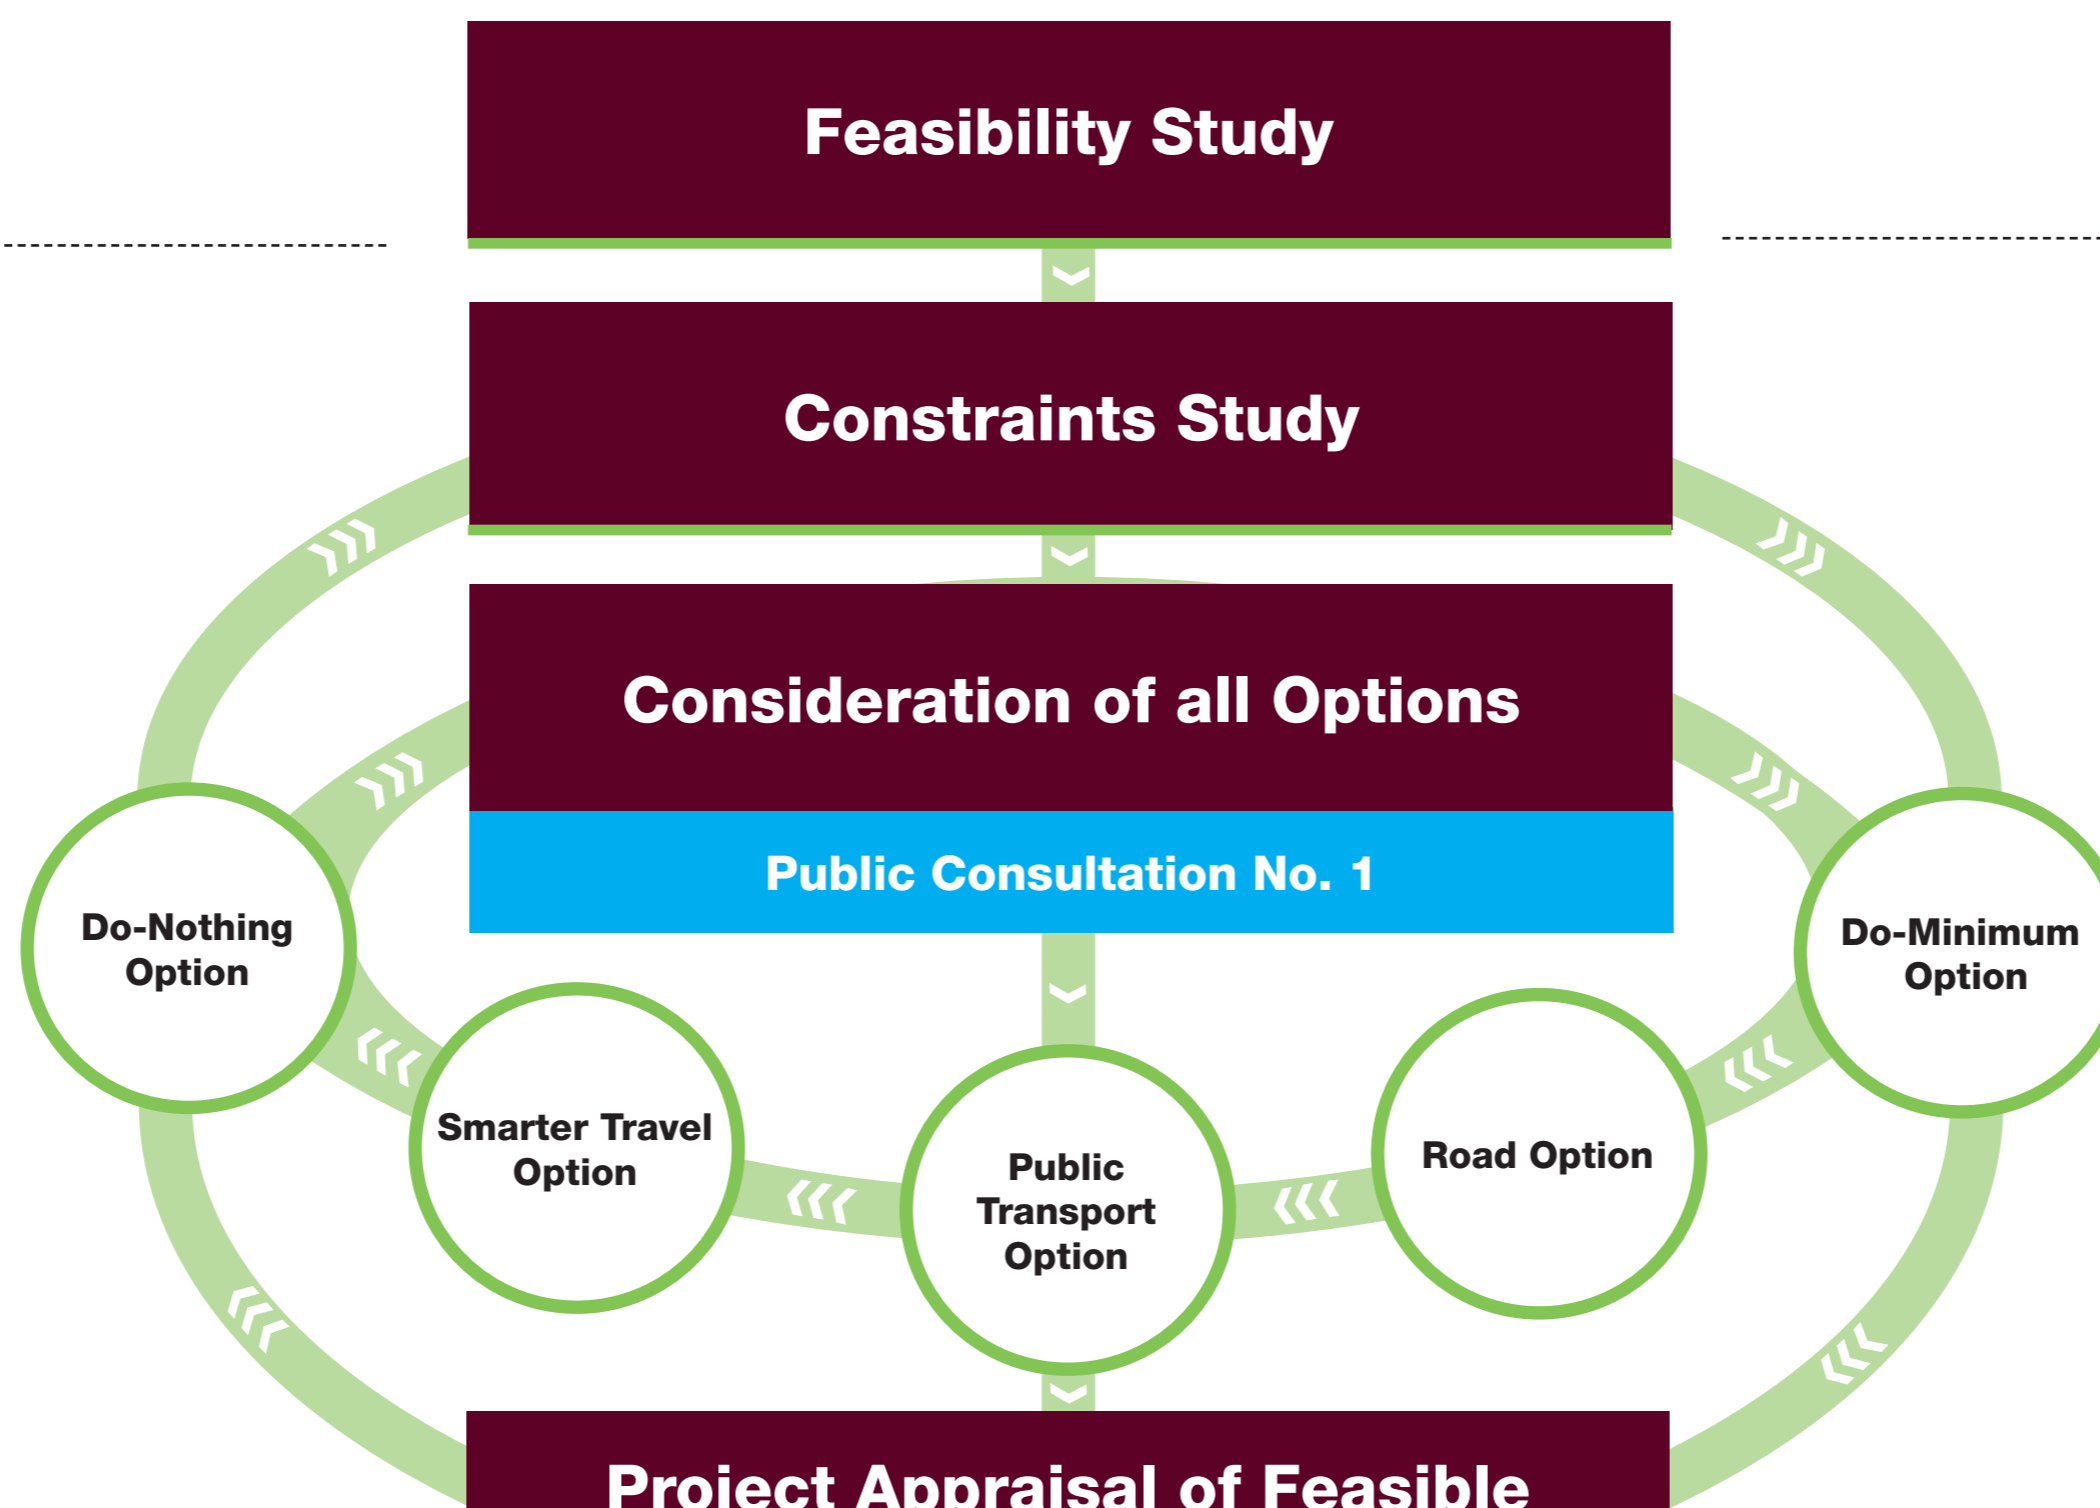 Feasibility Study
Constraints Study
Consideration of all Options
Public Consultation No. 1
Do-Nothing
Option
Do-Minimum
Option
Smarter Travel
Option
Public
Transport
Option
Road Option
Project Appraisal of Feasible